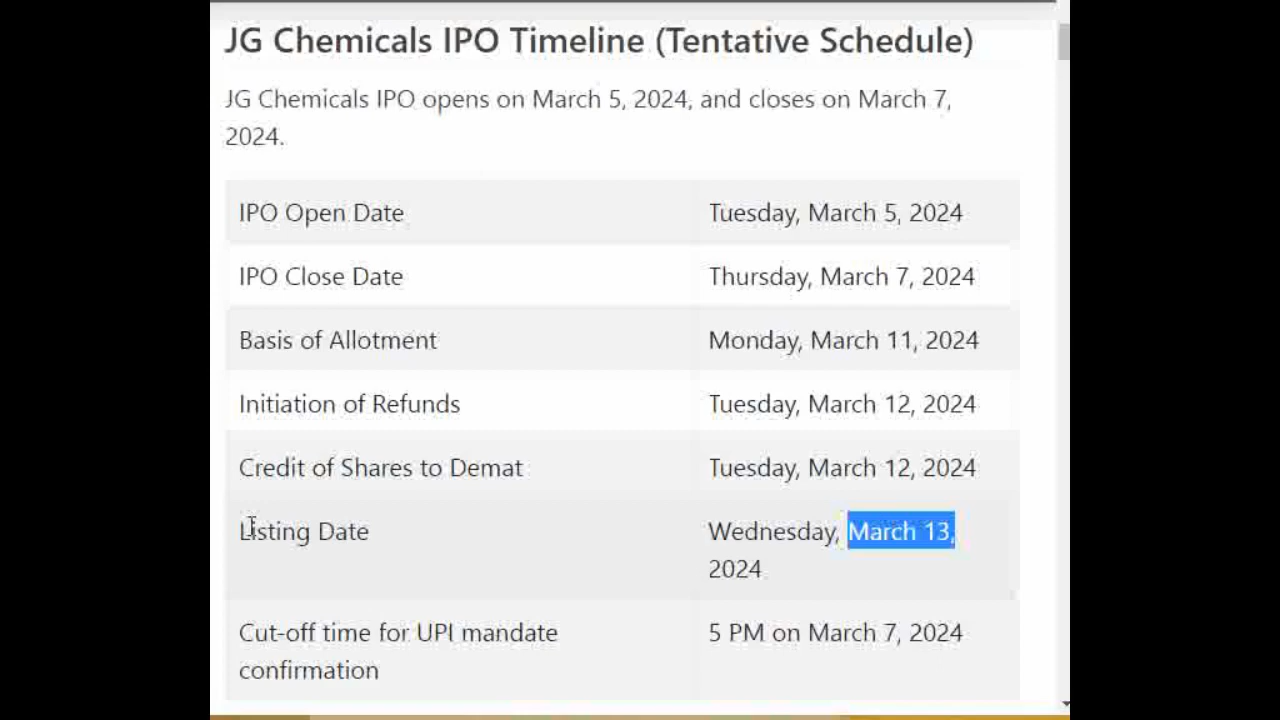 JG Chemicals IPO Timeline (Tentative Schedule)
JG Chemicals IPO opens on March 5, 2024, and closes on March 7,
2024.
IPO Open Date Tuesday, March 5, 2024
IPO Close Date Thursday, March 7, 2024
Basis of Allotment Monday, March 11, 2024
Initiation of Refunds Tuesday, March 12, 2024
Credit of Shares to Demat Tuesday, March 12, 2024
Listing Date Wednesday, March 13,
2024
Cut-off time for UPI mandate 5 PM on March 7, 2024
confirmation